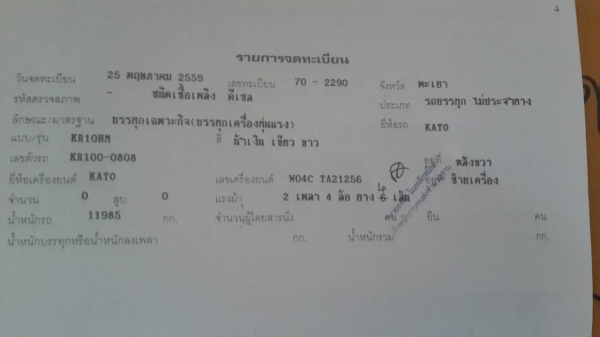 4
รายการจดทะเบียน
วันจดทะเบียน 25 พฤษภาคม 2559 เลขทะเบียน 70 - 2290 จังหวัด พะเยา
รหัสตรวจสภาพ - ชนิดเชื้อเพลิง ดีเซล ประเภท รถบรรทุก ไม่ประจำทาง
ลักษณะ/มาตรฐาน บรรทุกเฉพาะกิจ(บรรทุกเครื่องทุ่นแรง) ยี่ห้อรถ KATO
แบบ/รุ่น KR10HM สี น้ำเงิน เขียว ขาว
เลขตัวรถ KR100-0808 อยู่ที่ หลังขวา
ยี่ห้อเครื่องยนต์ KATO เลขเครื่องยนต์ W04C TA21256 ซ้ายเครื่อง
จำนวน 0 สูบ 0 แรงม้า 2 เพลา 4 ล้อ ยาง 6 4 เส้น
น้ำหนักรถ 11985 กก. จำนวนผู้โดยสารนั่ง คน ยืน คน
น้ำหนักบรรทุกหรือน้ำหนักลงเพลา กก. น้ำหนักรวม กก.